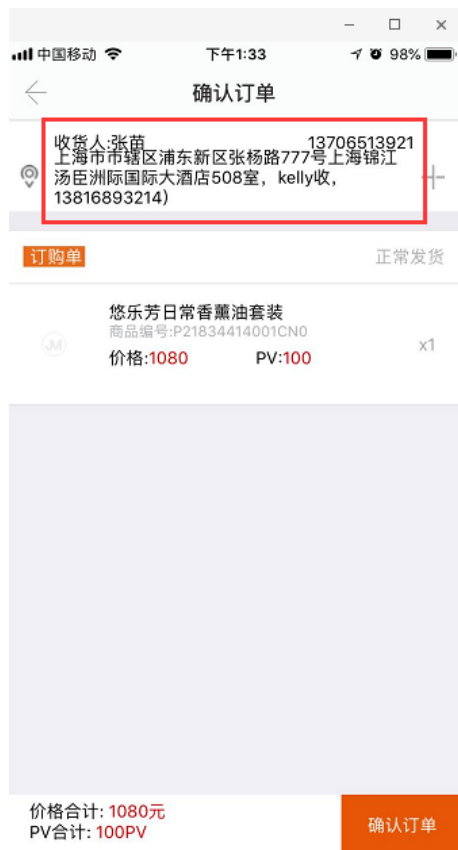 中国移动 下午1:33 98%
确认订单
收货人:张苗 13706513921
上海市市辖区浦东新区张杨路777号上海锦江
汤臣洲际国际大酒店508室，kelly收，
13816893214)
订购单 正常发货
悠乐芳日常香薰油套装
商品编号:P21834414001CN0
JM x1
价格:1080 PV:100
价格合计: 1080元
PV合计: 100PV
确认订单